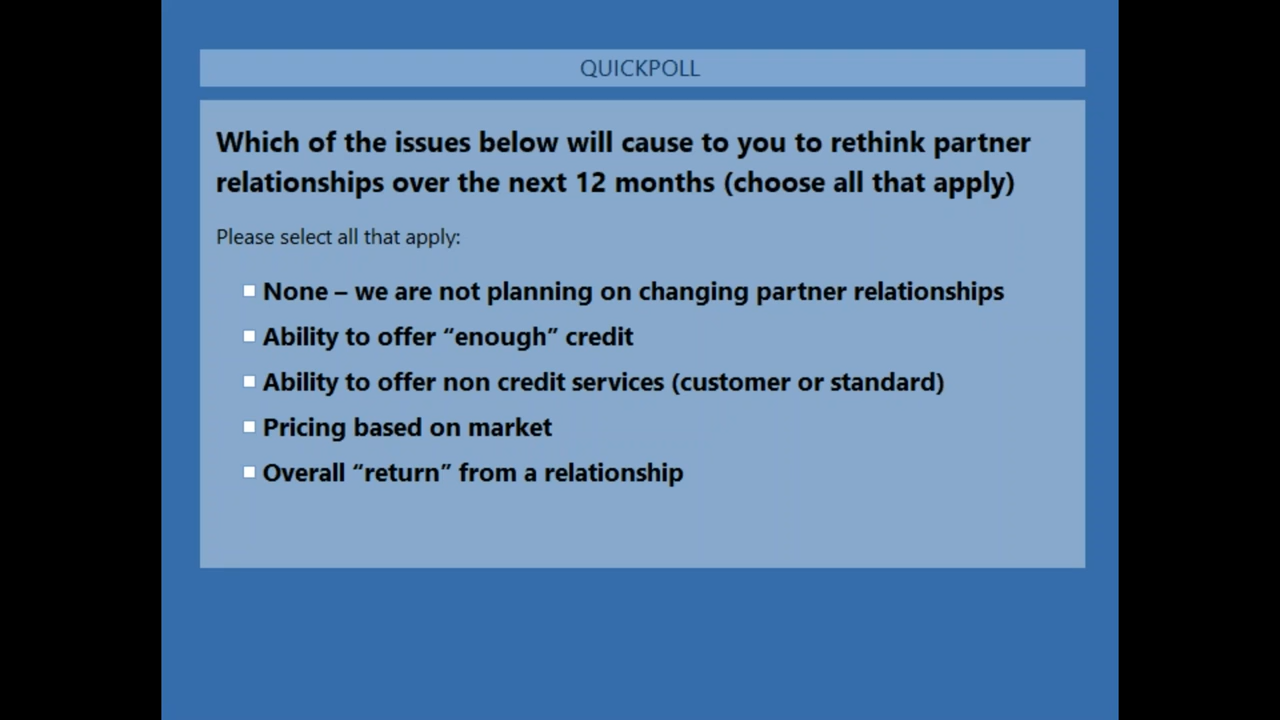 QUICKPOLL
Which of the issues below will cause to you to rethink partner
relationships over the next 12 months (choose all that apply)
Please select all that apply:
None – we are not planning on changing partner relationships
Ability to offer “enough” credit
Ability to offer non credit services (customer or standard)
Pricing based on market
Overall “return” from a relationship